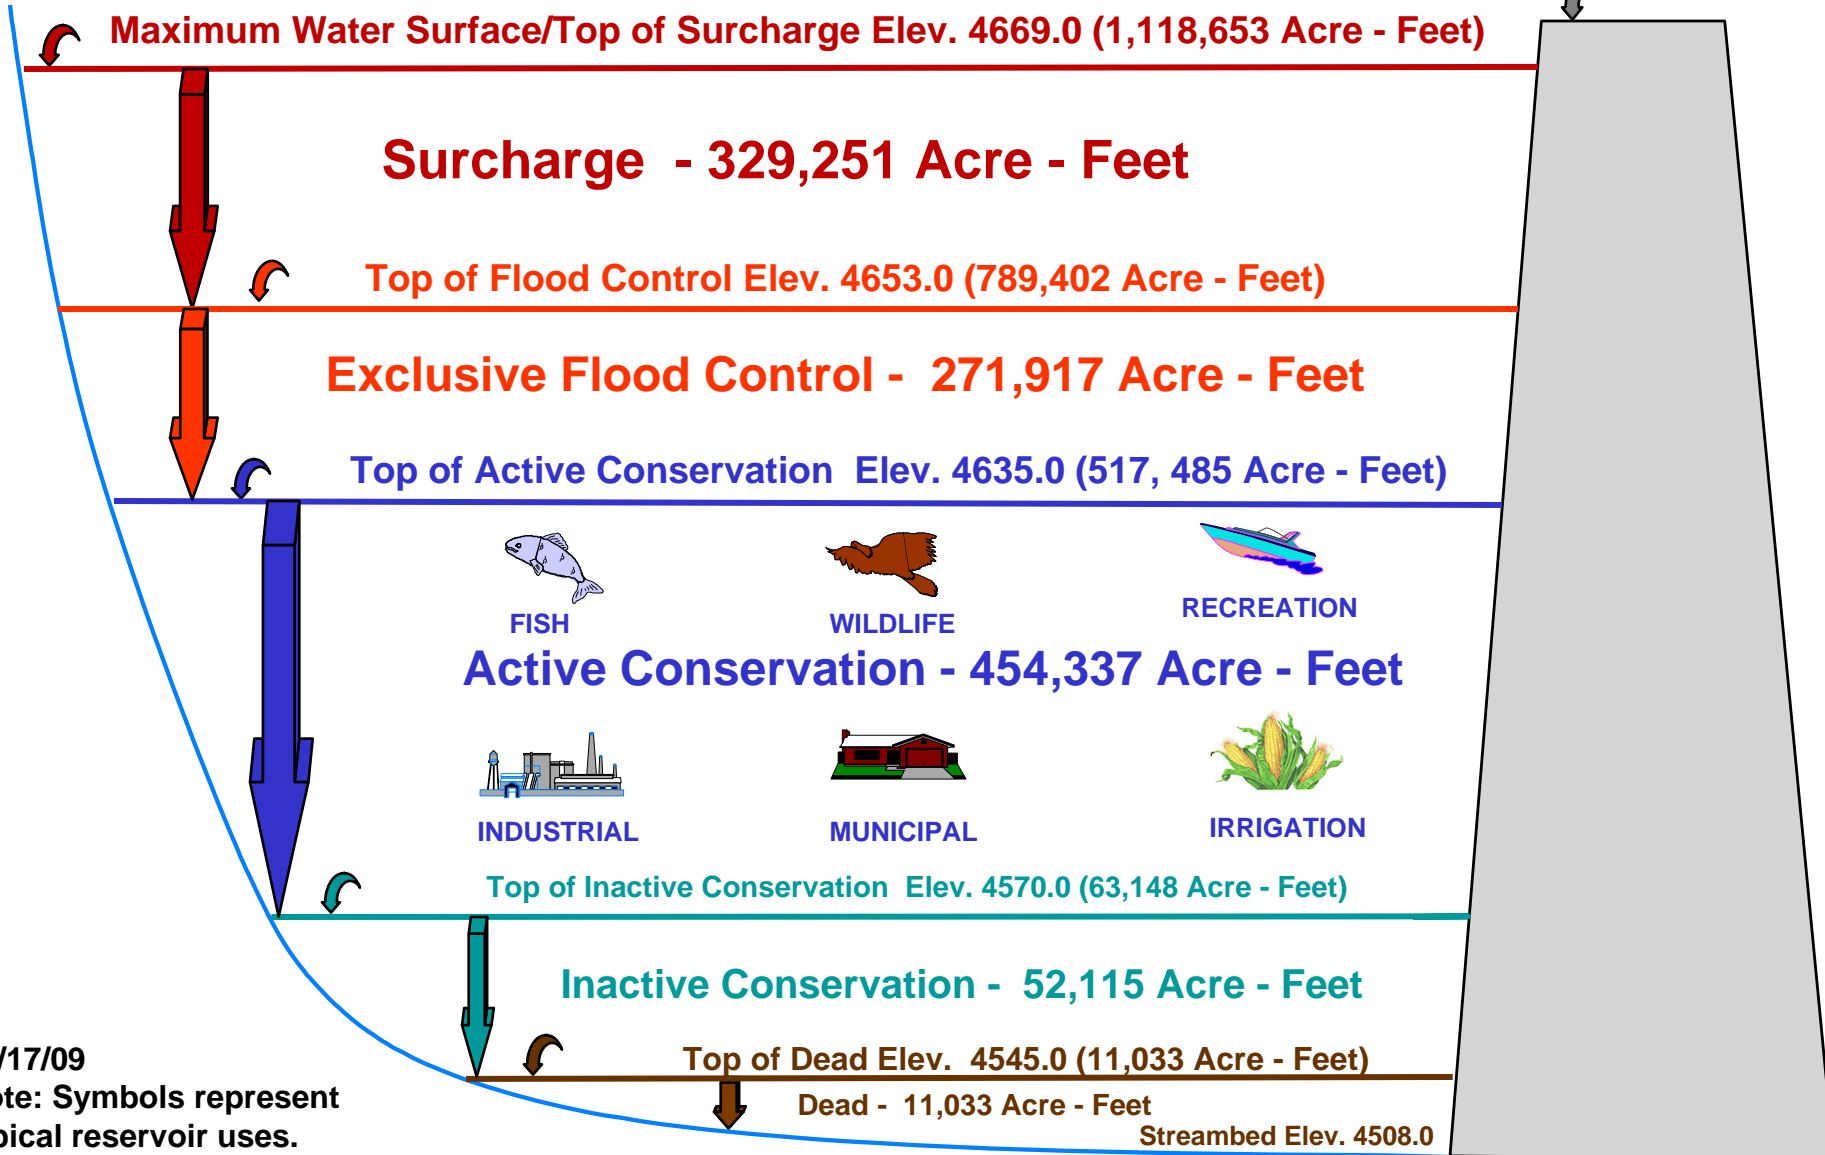 Maximum Water Surface/Top of Surcharge Elev. 4669.0 (1,118,653 Acre - Feet)
Surcharge - 329,251 Acre - Feet
Top of Flood Control Elev. 4653.0 (789,402 Acre - Feet)
Exclusive Flood Control - 271,917 Acre - Feet
Top of Active Conservation Elev. 4635.0 (517, 485 Acre - Feet)
FISH
WILDLIFE
RECREATION
Active Conservation - 454,337 Acre - Feet
INDUSTRIAL
MUNICIPAL
IRRIGATION
Top of Inactive Conservation Elev. 4570.0 (63,148 Acre - Feet)
Inactive Conservation - 52,115 Acre - Feet
Top of Dead Elev. 4545.0 (11,033 Acre - Feet)
Dead - 11,033 Acre - Feet
Streambed Elev. 4508.0
/17/09
ote: Symbols represent
pical reservoir uses.